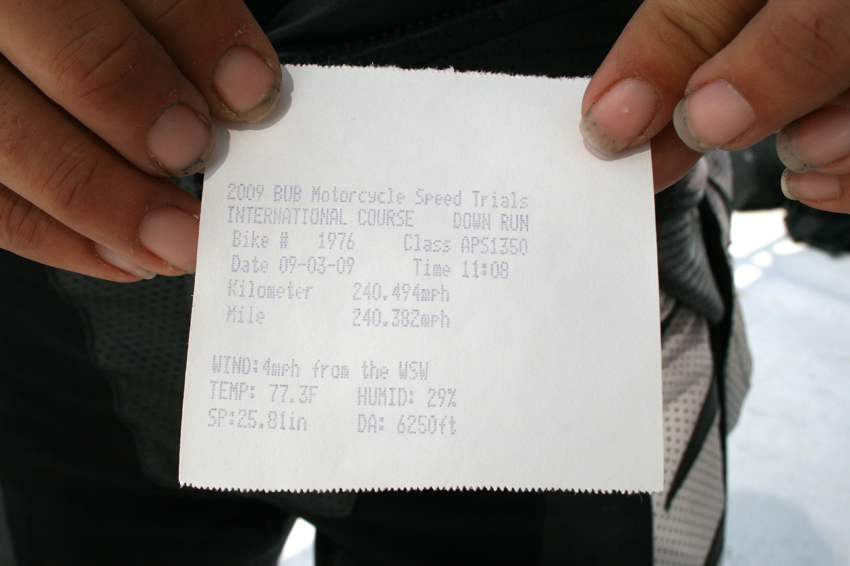 2009 BUB Motorcycle Speed Trials
INTERNATIONAL COURSE DOWN RUN
Bike # 1976 Class APS1350
Date 09-03-09 Time 11:08
Kilometer 240.494mph
Mile 240.382mph
WIND:4mph from the WSW
TEMP: 77.3F HUMID: 29%
SP:25.81in DA: 6250ft